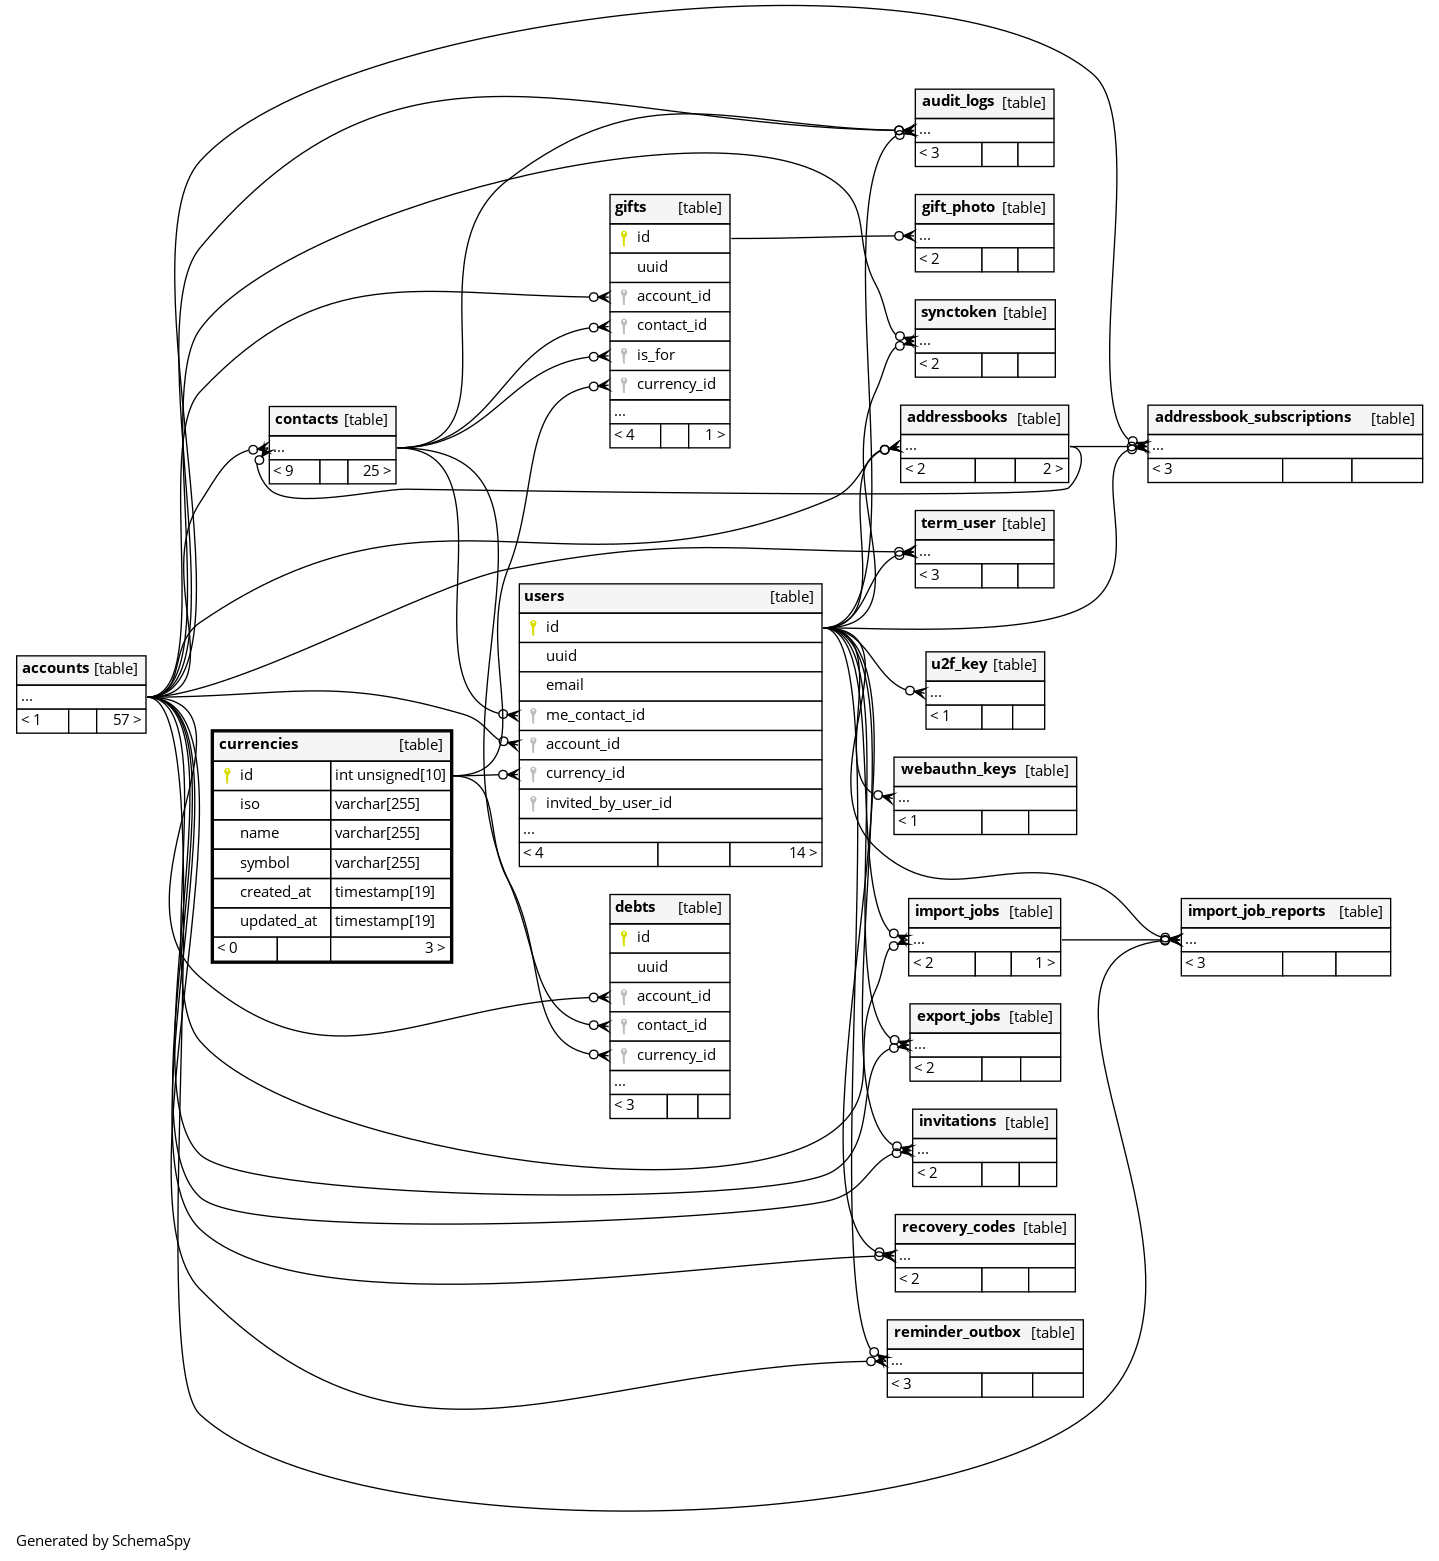 audit_logs [table]
...
< 3
gifts [table]
id
uuid
account_id
contact_id
is_for
currency_id
...
< 4 1 >
gift_photo [table]
...
< 2
synctoken [table]
...
< 2
contacts [table]
...
< 9 25 >
addressbooks [table]
...
< 2 2 >
addressbook_subscriptions [table]
...
< 3
term_user [table]
...
< 3
users [table]
id
uuid
email
me_contact_id
account_id
currency_id
invited_by_user_id
...
< 4 14 >
accounts [table]
...
< 1 57 >
u2f_key [table]
...
< 1
currencies [table]
id int unsigned[10]
iso varchar[255]
name varchar[255]
symbol varchar[255]
created_at timestamp[19]
updated_at timestamp[19]
< 0 3 >
webauthn_keys [table]
...
< 1
debts [table]
id
uuid
account_id
contact_id
currency_id
...
< 3
import_jobs [table]
...
< 2 1 >
import_job_reports [table]
...
< 3
export_jobs [table]
...
< 2
invitations [table]
...
< 2
recovery_codes [table]
...
< 2
reminder_outbox [table]
...
< 3
Generated by SchemaSpy